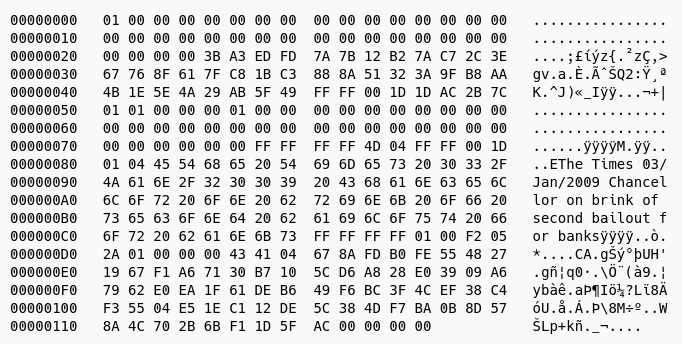 00000000 01 00 00 00 00 00 00 00 00 00 00 00 00 00 00 00 ................
00000010 00 00 00 00 00 00 00 00 00 00 00 00 00 00 00 00 ................
00000020 00 00 00 00 3B A3 ED FD 7A 7B 12 B2 7A C7 2C 3E ....;£íýz{.²zÇ,>
00000030 67 76 8F 61 7F C8 1B C3 88 8A 51 32 3A 9F B8 AA gv.a.È.ÃˆŠQ2:Ÿ¸ª
00000040 4B 1E 5E 4A 29 AB 5F 49 FF FF 00 1D 1D AC 2B 7C K.^J)«_Iÿÿ...¬+|
00000050 01 01 00 00 00 01 00 00 00 00 00 00 00 00 00 00 ................
00000060 00 00 00 00 00 00 00 00 00 00 00 00 00 00 00 00 ................
00000070 00 00 00 00 00 00 FF FF FF FF 4D 04 FF FF 00 1D ......ÿÿÿÿM.ÿÿ..
00000080 01 04 45 54 68 65 20 54 69 6D 65 73 20 30 33 2F ..EThe Times 03/
00000090 4A 61 6E 2F 32 30 30 39 20 43 68 61 6E 63 65 6C Jan/2009 Chancel
000000A0 6C 6F 72 20 6F 6E 20 62 72 69 6E 6B 20 6F 66 20 lor on brink of
000000B0 73 65 63 6F 6E 64 20 62 61 69 6C 6F 75 74 20 66 second bailout f
000000C0 6F 72 20 62 61 6E 6B 73 FF FF FF FF 01 00 F2 05 or banksÿÿÿÿ..ò.
000000D0 2A 01 00 00 00 43 41 04 67 8A FD B0 FE 55 48 27 *....CA.gŠý°þUH'
000000E0 19 67 F1 A6 71 30 B7 10 5C D6 A8 28 E0 39 09 A6 .gñ¦q0·.\Ö¨(à9.¦
000000F0 79 62 E0 EA 1F 61 DE B6 49 F6 BC 3F 4C EF 38 C4 ybàê.aÞ¶Iö¼?Lï8Ä
00000100 F3 55 04 E5 1E C1 12 DE 5C 38 4D F7 BA 0B 8D 57 óU.å.Á.Þ\8M÷º..W
00000110 8A 4C 70 2B 6B F1 1D 5F AC 00 00 00 00 ŠLp+kñ._¬....